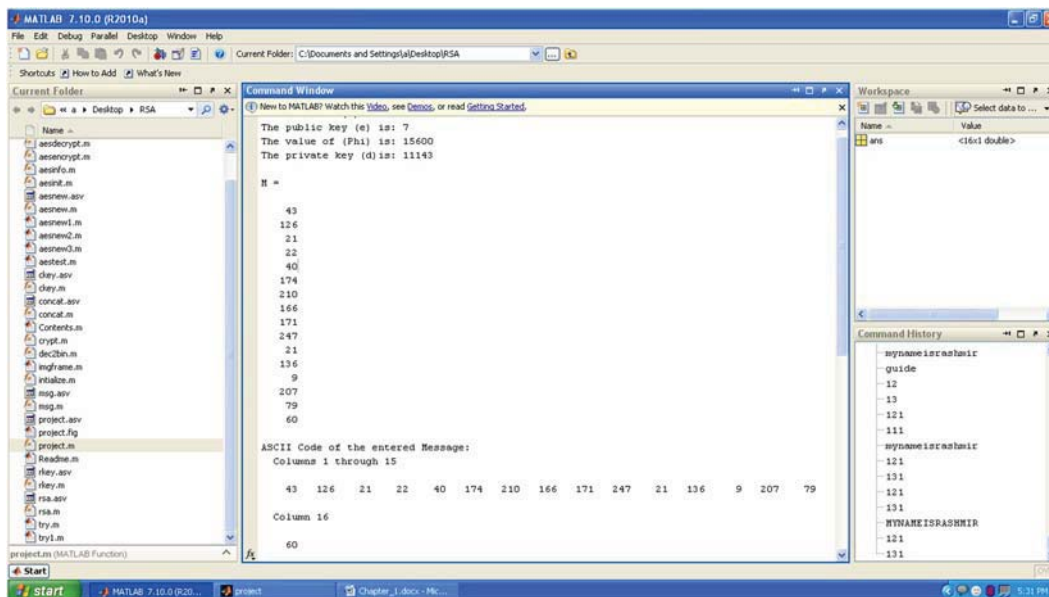 MATLAB 7.10.0 (R2010a)
File Edit Debug Parallel Desktop Window Help
Current Folder: C:\Documents and Settings\a\Desktop\RSA
Shortcuts How to Add What's New
Current Folder
« a Desktop RSA
Name
aesdecrypt.m
aesencrypt.m
aesinfo.m
aesinit.m
aesnew.asv
aesnew.m
aesnew1.m
aesnew2.m
aesnew3.m
aestest.m
ckey.asv
ckey.m
concat.asv
concat.m
Contents.m
crypt.m
dec2bin.m
imgframe.m
intialize.m
msg.asv
msg.m
project.asv
project.fig
project.m
Readme.m
rkey.asv
rkey.m
rsa.asv
rsa.m
try.m
try1.m
project.m (MATLAB Function)
Command Window
New to MATLAB? Watch this Video, see Demos, or read Getting Started.
The public key (e) is: 7
The value of (Phi) is: 15600
The private key (d)is: 11143
M =
43
126
21
22
40
174
210
166
171
247
21
136
9
207
79
60
ASCII Code of the entered Message:
Columns 1 through 15
43 126 21 22 40 174 210 166 171 247 21 136 9 207 79
Column 16
60
fx
Workspace
Select data to ...
Name Value
ans <16x1 double>
Command History
mynameisrashmir
guide
12
13
121
111
mynameisrashmir
121
131
121
131
MYNAMEISRASHMIR
121
131
Start
start MATLAB 7.10.0 (R20... project Chapter_1.docx - Mic... 5:31 PM